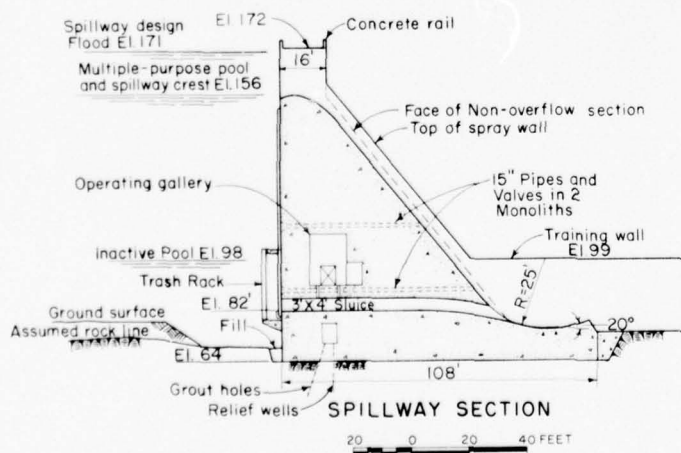 Spillway design
Flood El. 171
El. 172
Concrete rail
16'
Multiple-purpose pool
and spillway crest El. 156
Face of Non-overflow section
Top of spray wall
Operating gallery
15" Pipes and
Valves in 2
Monoliths
Inactive Pool El. 98
Training wall
El 99
Trash Rack
R=25'
El. 82'
3'X4' Sluice
Ground surface
Assumed rock line
Fill
20°
El. 64
108'
Grout holes
Relief wells
SPILLWAY SECTION
20 0 20 40 FEET